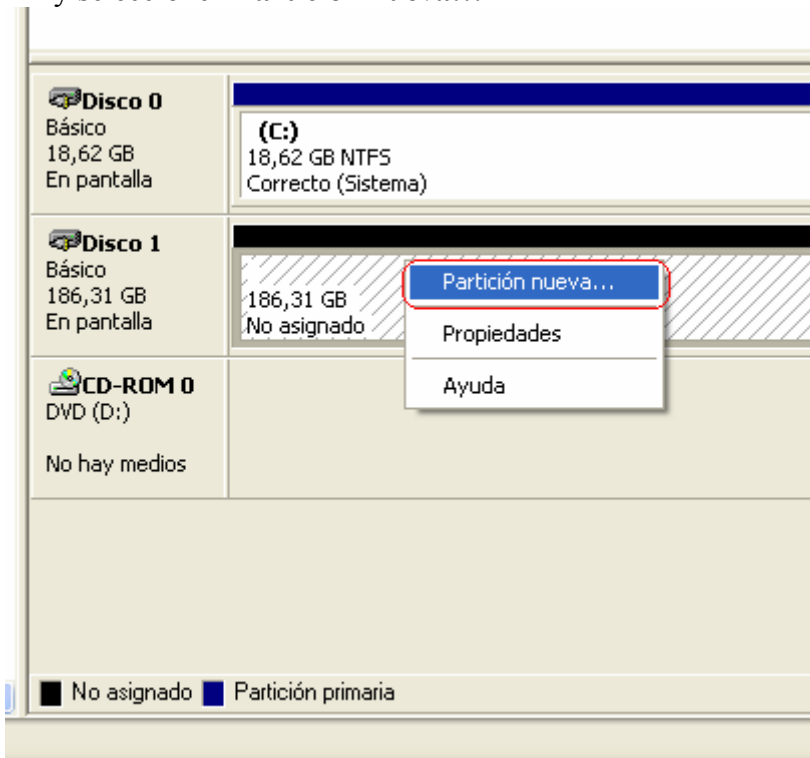 Disco 0
Básico
18,62 GB
En pantalla
(C:)
18,62 GB NTFS
Correcto (Sistema)
Disco 1
Básico
186,31 GB
En pantalla
186,31 GB
No asignado
Partición nueva...
Propiedades
Ayuda
CD-ROM 0
DVD (D:)
No hay medios
No asignado Partición primaria